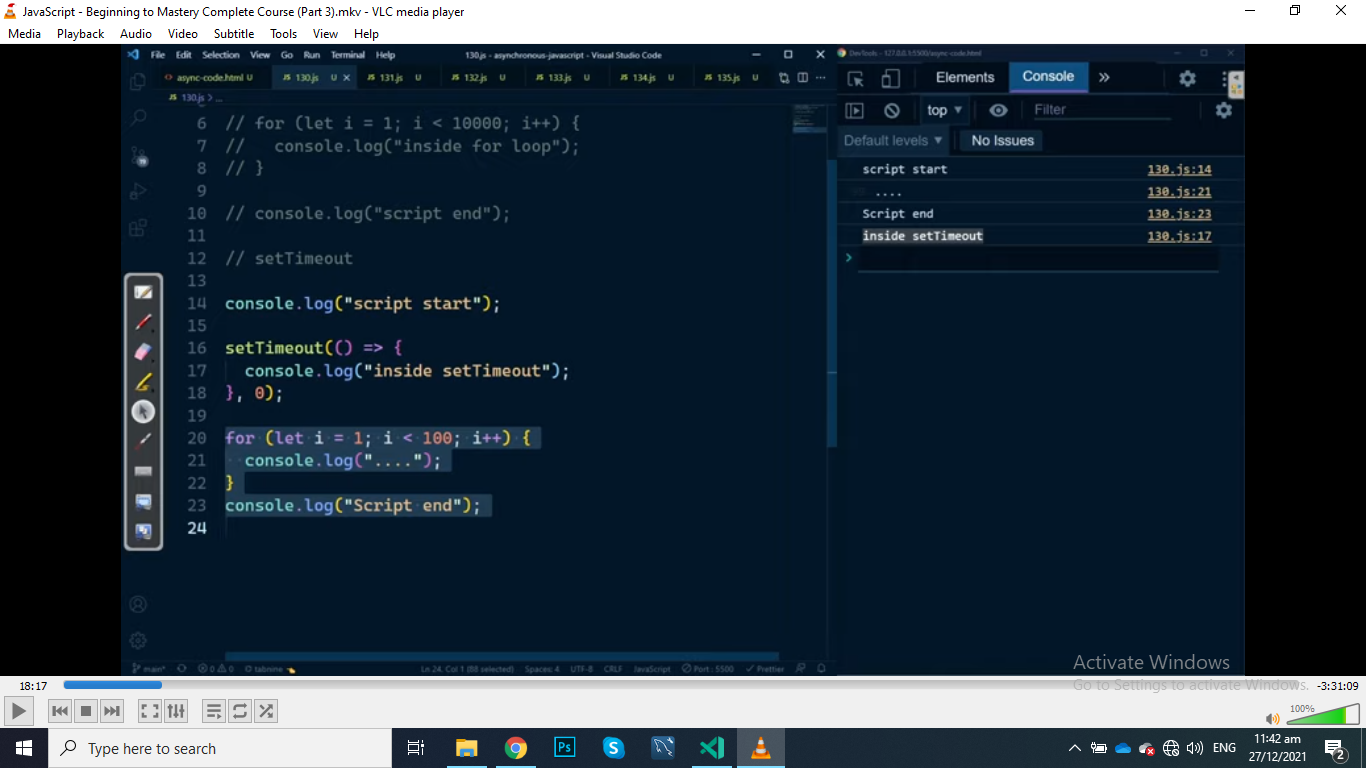 JavaScript - Beginning to Mastery Complete Course (Part 3).mkv - VLC media player
Media Playback Audio Video Subtitle Tools View Help
File Edit Selection View Go Run Terminal Help 130.js - asynchronous-javascript - Visual Studio Code
DevTools - 127.0.0.1:5500/async-code.html
async-code.html U JS 130.js U JS 131.js U JS 132.js U JS 133.js U JS 134.js U JS 135.js U
Elements Console
JS 130.js > ...
top Filter
Default levels No Issues
6 // for (let i = 1; i < 10000; i++) {
7 // console.log("inside for loop");
8 // }
9
10 // console.log("script end");
11
12 // setTimeout
13
14 console.log("script start");
15
16 setTimeout(() => {
17 console.log("inside setTimeout");
18 }, 0);
19
20 for (let i = 1; i < 100; i++) {
21 console.log("....");
22 }
23 console.log("Script end");
24
script start 130.js:14
.... 130.js:21
Script end 130.js:23
inside setTimeout 130.js:17
>
main* 0 0 tabnine Ln 24, Col 1 (88 selected) Spaces: 4 UTF-8 CRLF JavaScript Port : 5500 Prettier
Activate Windows
Go to Settings to activate Windows.
18:17 -3:31:09
100%
Type here to search
Ps
ENG
11:42 am
27/12/2021
2